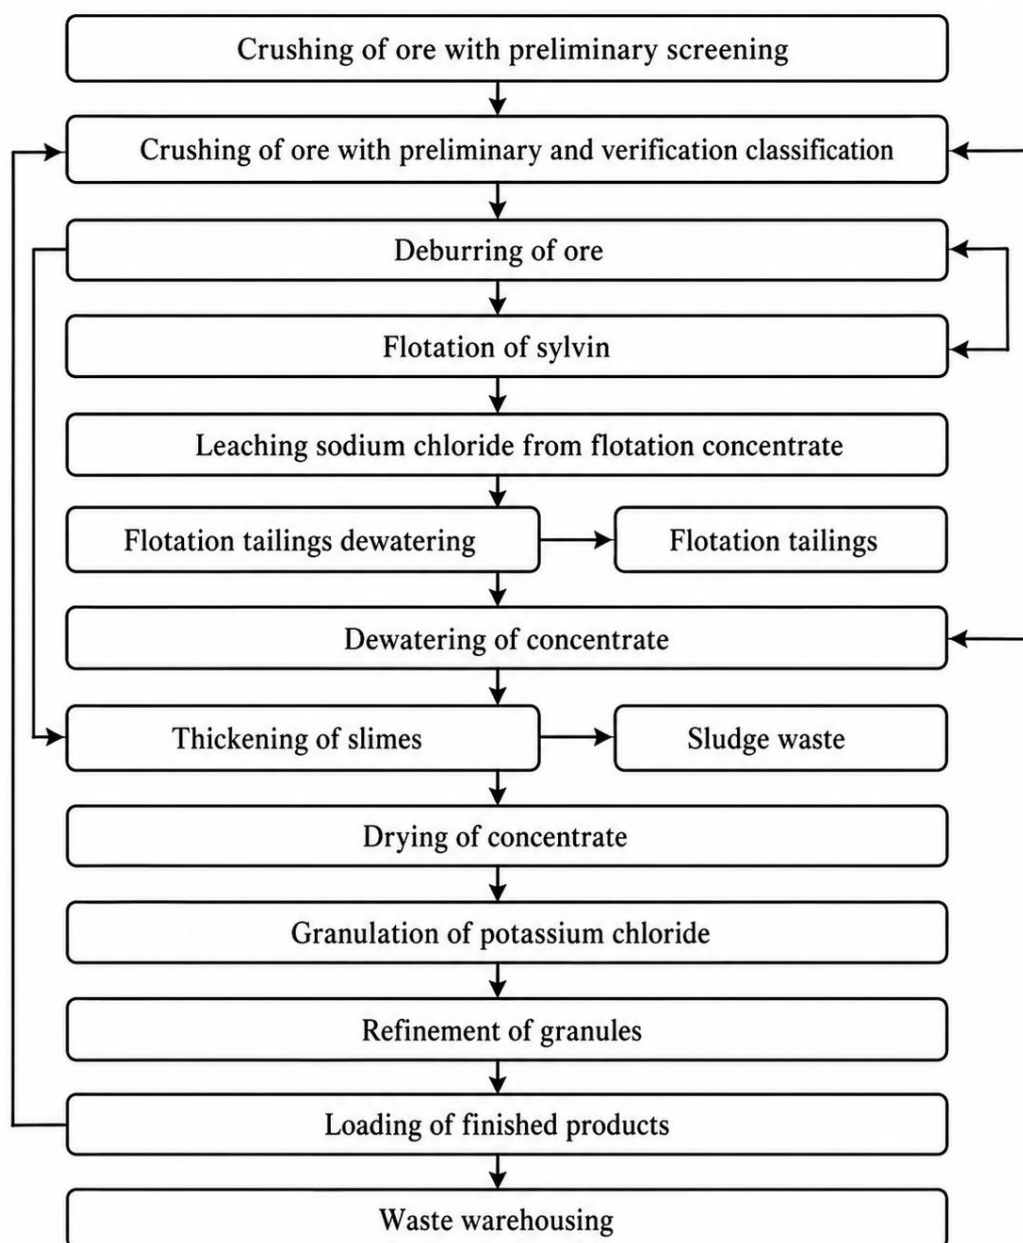 Crushing of ore with preliminary screening
Crushing of ore with preliminary and verification classification
Deburring of ore
Flotation of sylvin
Leaching sodium chloride from flotation concentrate
Flotation tailings dewatering
Flotation tailings
Dewatering of concentrate
Thickening of slimes
Sludge waste
Drying of concentrate
Granulation of potassium chloride
Refinement of granules
Loading of finished products
Waste warehousing